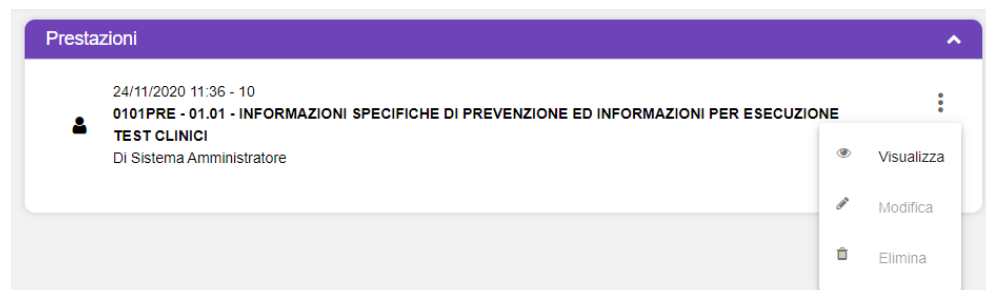 Prestazioni
24/11/2020 11:36 - 10
0101PRE - 01.01 - INFORMAZIONI SPECIFICHE DI PREVENZIONE ED INFORMAZIONI PER ESECUZIONE
TEST CLINICI
Di Sistema Amministratore
Visualizza
Modifica
Elimina